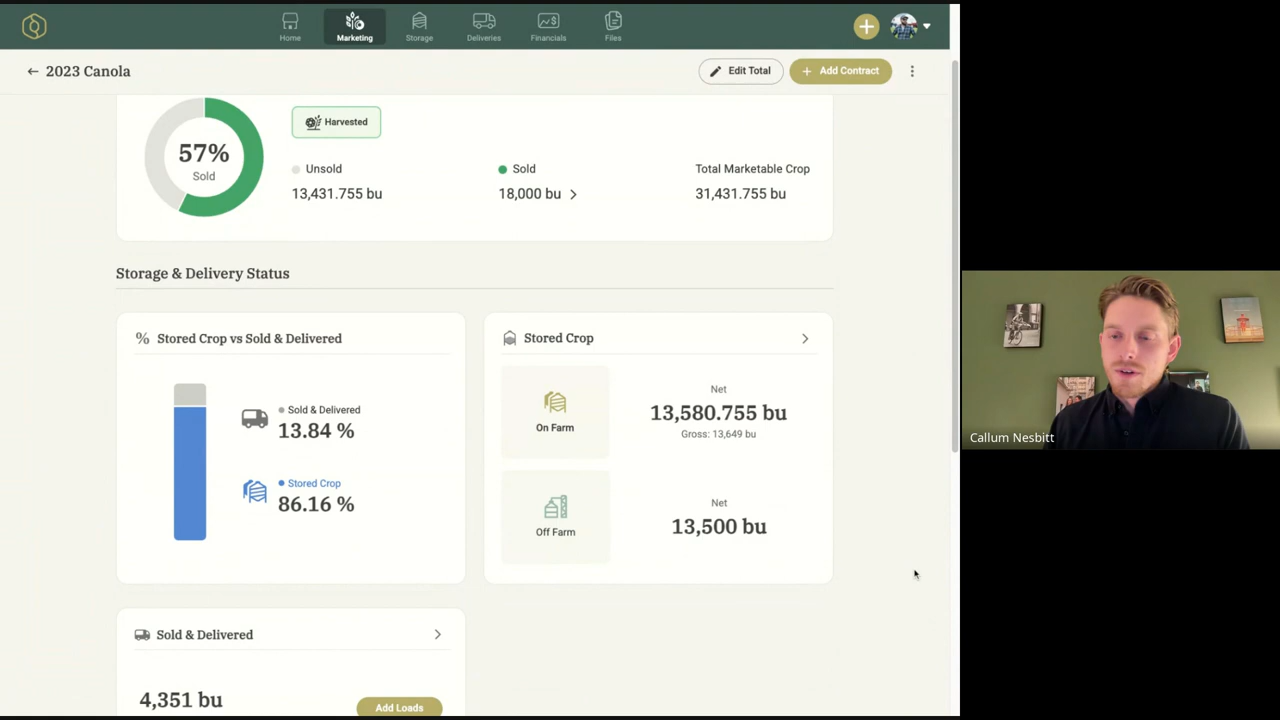 Home
Marketing
Storage
Deliveries
Financials
Files
2023 Canola
Edit Total
Add Contract
57%
Sold
Harvested
Unsold
13,431.755 bu
Sold
18,000 bu
Total Marketable Crop
31,431.755 bu
Storage & Delivery Status
% Stored Crop vs Sold & Delivered
Sold & Delivered
13.84 %
Stored Crop
86.16 %
Stored Crop
On Farm
Net
13,580.755 bu
Gross: 13,649 bu
Off Farm
Net
13,500 bu
Sold & Delivered
4,351 bu
Add Loads
Callum Nesbitt